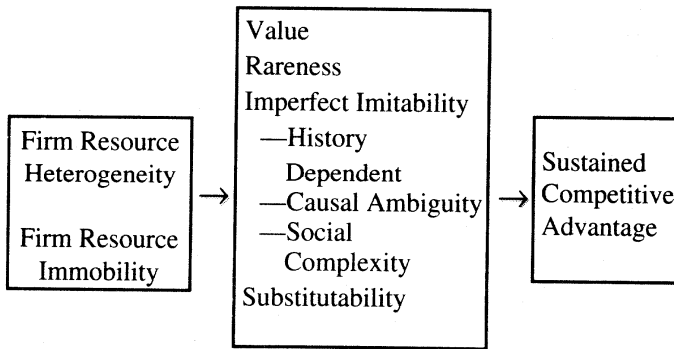 Firm Resource
Heterogeneity
Firm Resource
Immobility
→
Value
Rareness
Imperfect Imitability
—History
Dependent
—Causal Ambiguity
—Social
Complexity
Substitutability
→
Sustained
Competitive
Advantage